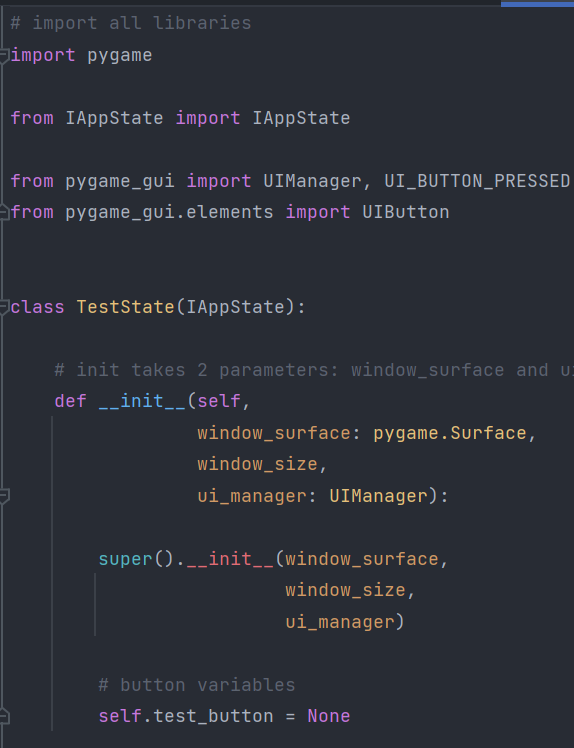 # import all libraries
import pygame
from IAppState import IAppState
from pygame_gui import UIManager, UI_BUTTON_PRESSED
from pygame_gui.elements import UIButton
class TestState(IAppState):
# init takes 2 parameters: window_surface and ui
def __init__(self,
window_surface: pygame.Surface,
window_size,
ui_manager: UIManager):
super().__init__(window_surface,
window_size,
ui_manager)
# button variables
self.test_button = None